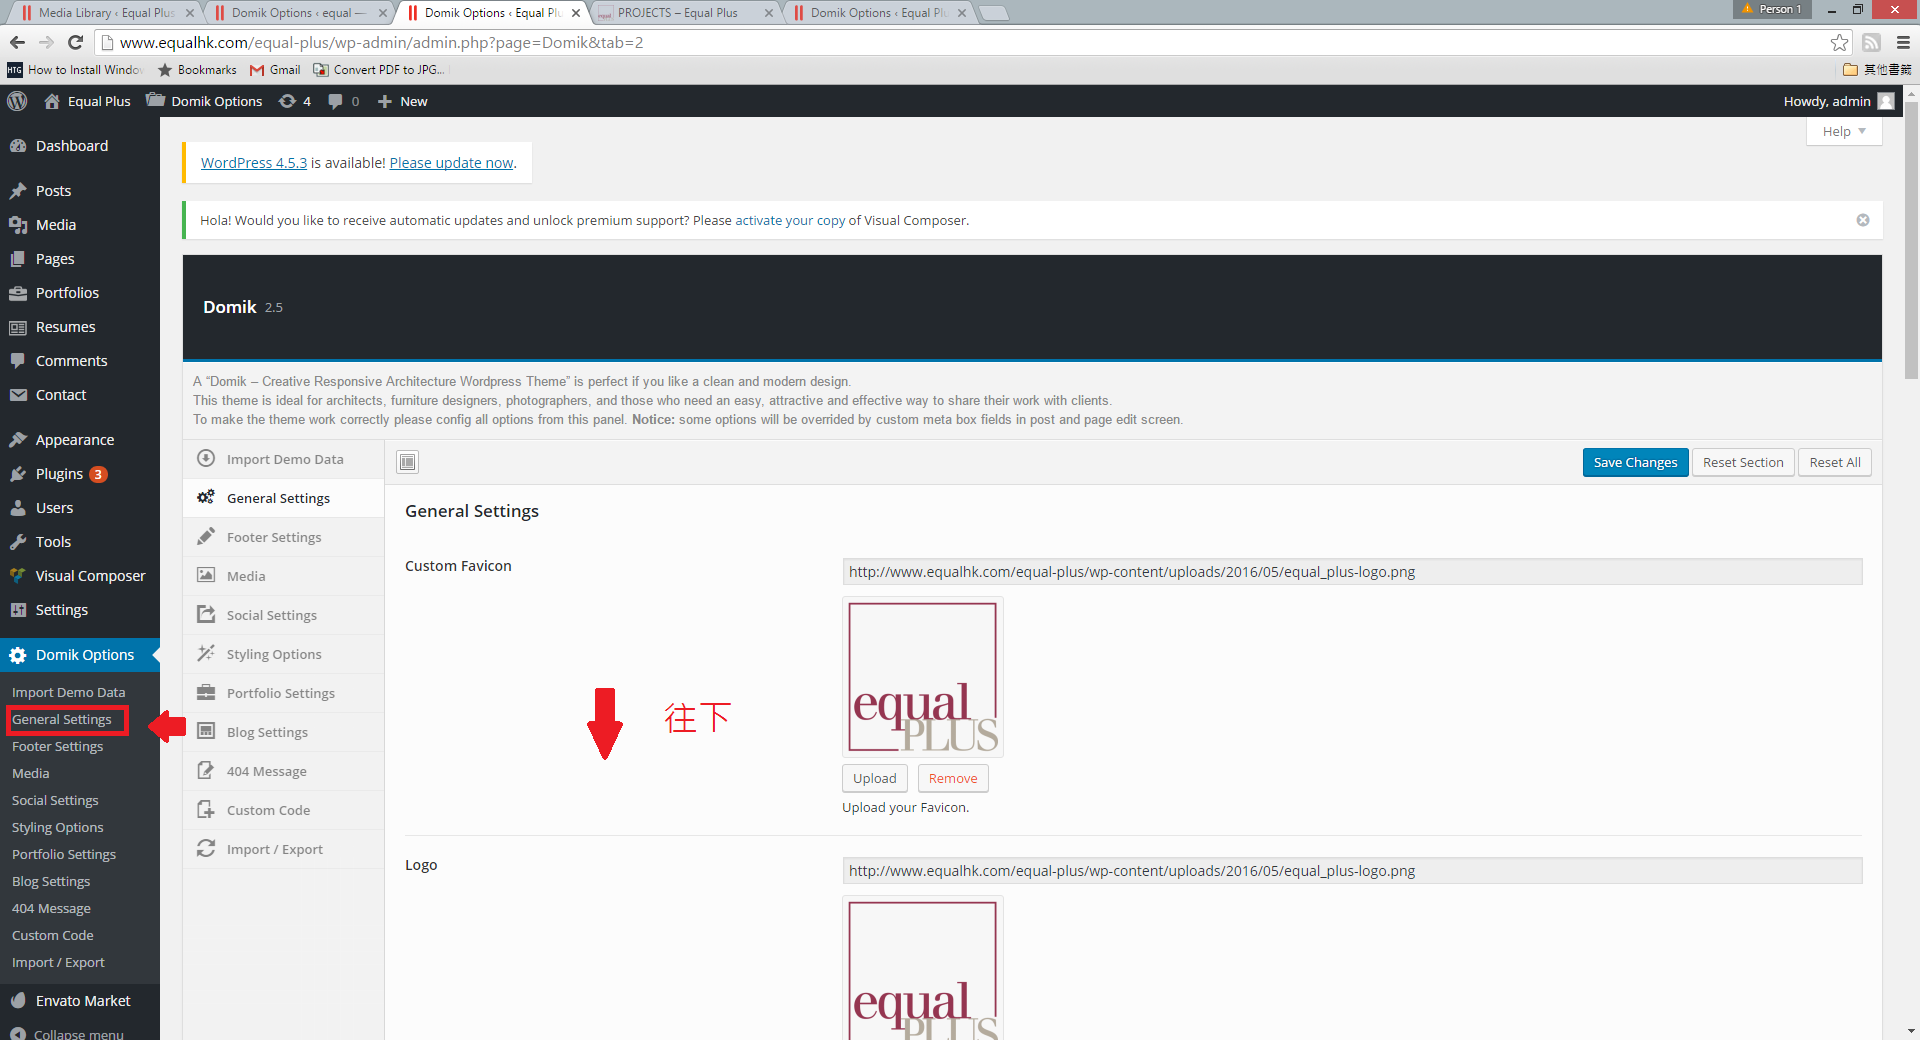 Media Library ‹ Equal Plus
Domik Options ‹ equal —
Domik Options ‹ Equal Plu
PROJECTS – Equal Plus
Domik Options ‹ Equal Plu
Person 1
www.equalhk.com/equal-plus/wp-admin/admin.php?page=Domik&tab=2
HTG How to Install Window
Bookmarks
Gmail
Convert PDF to JPG...
其他書籤
Equal Plus
Domik Options
4
0
New
Howdy, admin
Help
Dashboard
Posts
Media
Pages
Portfolios
Resumes
Comments
Contact
Appearance
Plugins 3
Users
Tools
Visual Composer
Settings
Domik Options
Import Demo Data
General Settings
Footer Settings
Media
Social Settings
Styling Options
Portfolio Settings
Blog Settings
404 Message
Custom Code
Import / Export
Envato Market
Collapse menu
WordPress 4.5.3 is available! Please update now.
Hola! Would you like to receive automatic updates and unlock premium support? Please activate your copy of Visual Composer.
Domik 2.5
A “Domik – Creative Responsive Architecture Wordpress Theme” is perfect if you like a clean and modern design.
This theme is ideal for architects, furniture designers, photographers, and those who need an easy, attractive and effective way to share their work with clients.
To make the theme work correctly please config all options from this panel. Notice: some options will be overrided by custom meta box fields in post and page edit screen.
Import Demo Data
General Settings
Footer Settings
Media
Social Settings
Styling Options
Portfolio Settings
Blog Settings
404 Message
Custom Code
Import / Export
Save Changes
Reset Section
Reset All
General Settings
Custom Favicon
http://www.equalhk.com/equal-plus/wp-content/uploads/2016/05/equal_plus-logo.png
equal
PLUS
往下
Upload
Remove
Upload your Favicon.
Logo
http://www.equalhk.com/equal-plus/wp-content/uploads/2016/05/equal_plus-logo.png
equal
PLUS